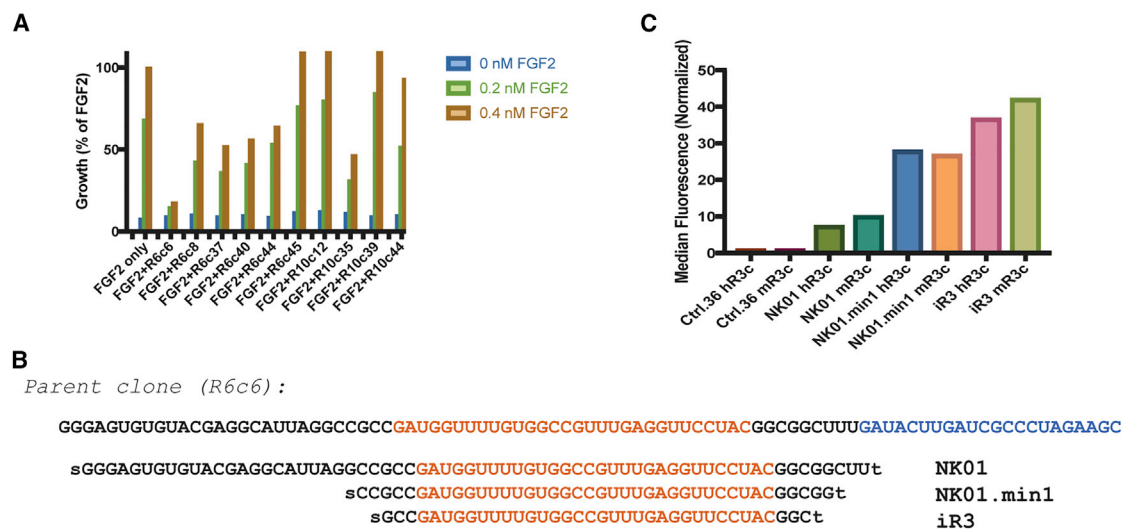 A
Growth (% of FGF2)
100
50
0
0 nM FGF2
0.2 nM FGF2
0.4 nM FGF2
FGF2 only
FGF2+R6c6
FGF2+R6c8
FGF2+R6c37
FGF2+R6c40
FGF2+R6c44
FGF2+R6c45
FGF2+R10c12
FGF2+R10c35
FGF2+R10c39
FGF2+R10c44
C
Median Fluorescence (Normalized)
50
40
30
20
10
0
Ctrl.36 hR3c
Ctrl.36 mR3c
NK01 hR3c
NK01 mR3c
NK01.min1 hR3c
NK01.min1 mR3c
iR3 hR3c
iR3 mR3c
B
Parent clone (R6c6):
GGGAGUGUGUACGAGGCAUUAGGCCGCCGAUGGUUUUGUGGCCGUUUGAGGUUCCUACGGCGGCUUUGAUACUUGAUCGCCCUAGAAGC
sGGGAGUGUGUACGAGGCAUUAGGCCGCCGAUGGUUUUGUGGCCGUUUGAGGUUCCUACGGCGGCUUt NK01
sCCGCCGAUGGUUUUGUGGCCGUUUGAGGUUCCUACGGCGGt NK01.min1
sGCCGAUGGUUUUGUGGCCGUUUGAGGUUCCUACGGCt iR3